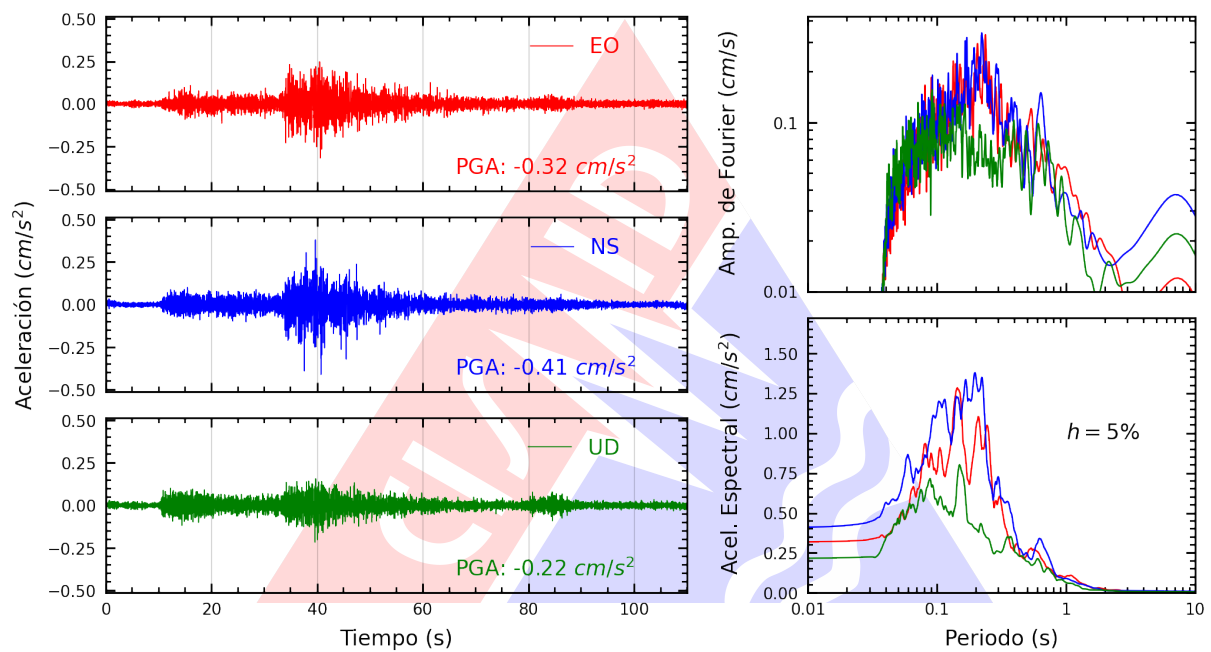 Aceleración (cm/s²)
0.50
0.25
0.00
−0.25
−0.50
EO
PGA: -0.32 cm/s²
0.50
0.25
0.00
−0.25
−0.50
NS
PGA: -0.41 cm/s²
0.50
0.25
0.00
−0.25
−0.50
UD
PGA: -0.22 cm/s²
0 20 40 60 80 100
Tiempo (s)
Amp. de Fourier (cm/s)
0.1
0.01
Acel. Espectral (cm/s²)
1.75
1.50
1.25
1.00
0.75
0.50
0.25
0.00
h = 5%
0.01 0.1 1 10
Periodo (s)
CISMID